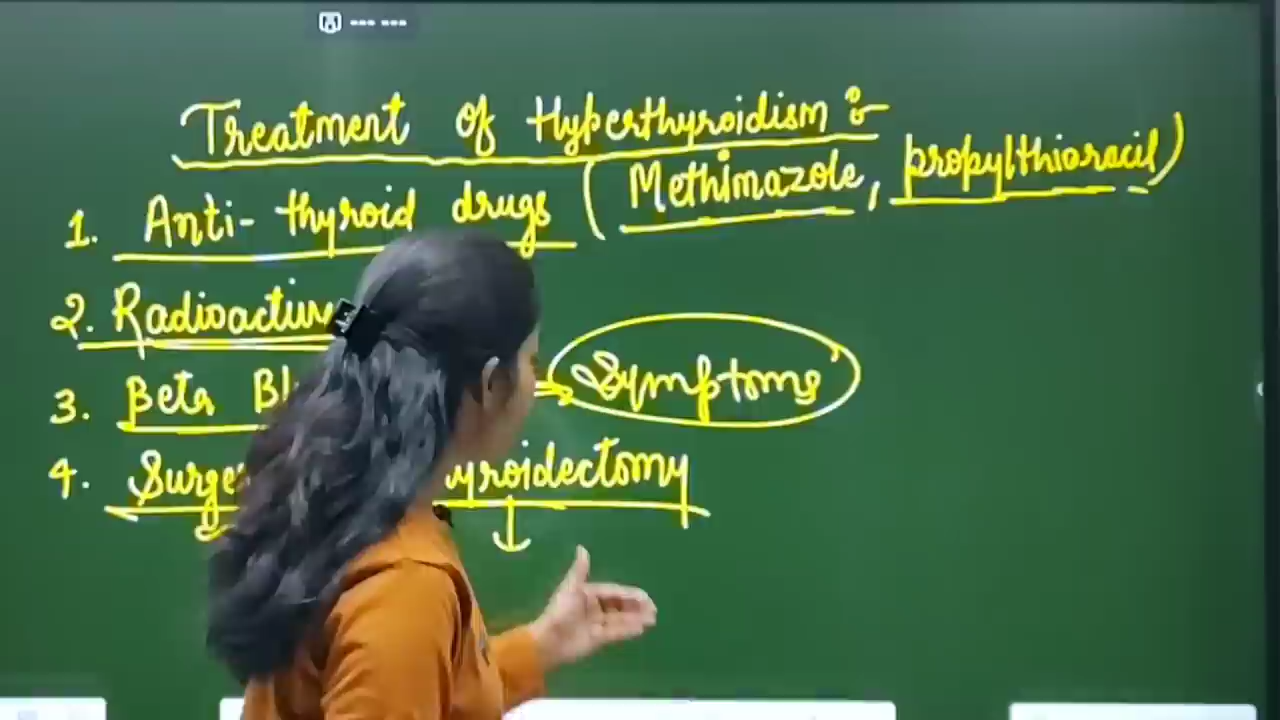 Treatment of Hyperthyroidism :-
1. Anti-thyroid drugs (Methimazole, propylthioracil)
2. Radioactive
3. Beta Bl Symptoms
4. Surge yroidectomy